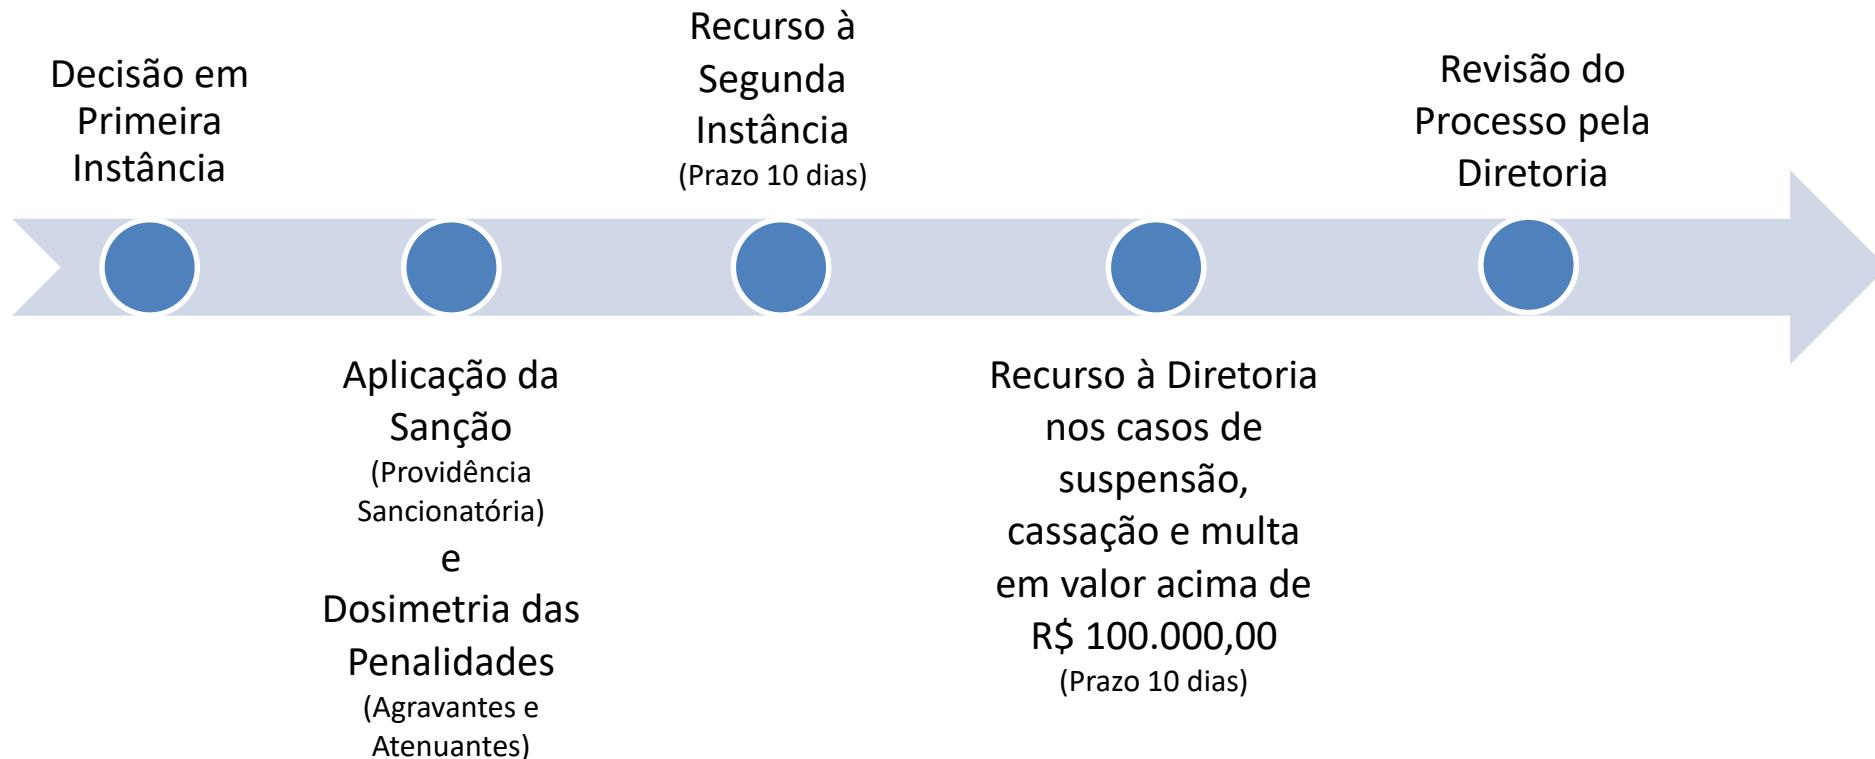 Decisão em
Primeira
Instância
Aplicação da
Sanção
(Providência
Sancionatória)
e
Dosimetria das
Penalidades
(Agravantes e
Atenuantes)
Recurso à
Segunda
Instância
(Prazo 10 dias)
Recurso à Diretoria
nos casos de
suspensão,
cassação e multa
em valor acima de
R$ 100.000,00
(Prazo 10 dias)
Revisão do
Processo pela
Diretoria